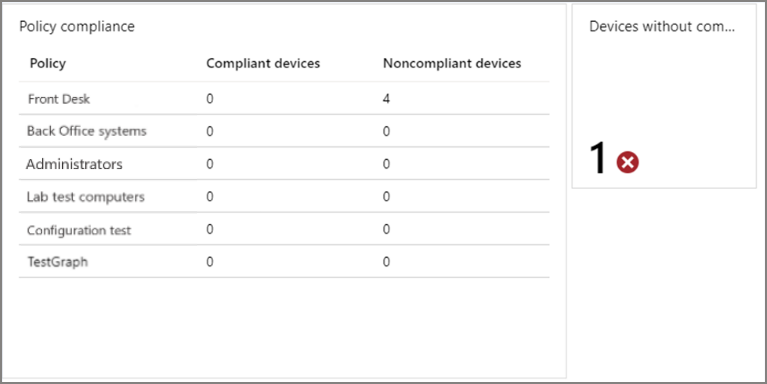 Policy compliance
Policy Compliant devices Noncompliant devices
Front Desk 0 4
Back Office systems 0 0
Administrators 0 0
Lab test computers 0 0
Configuration test 0 0
TestGraph 0 0
Devices without com...
1